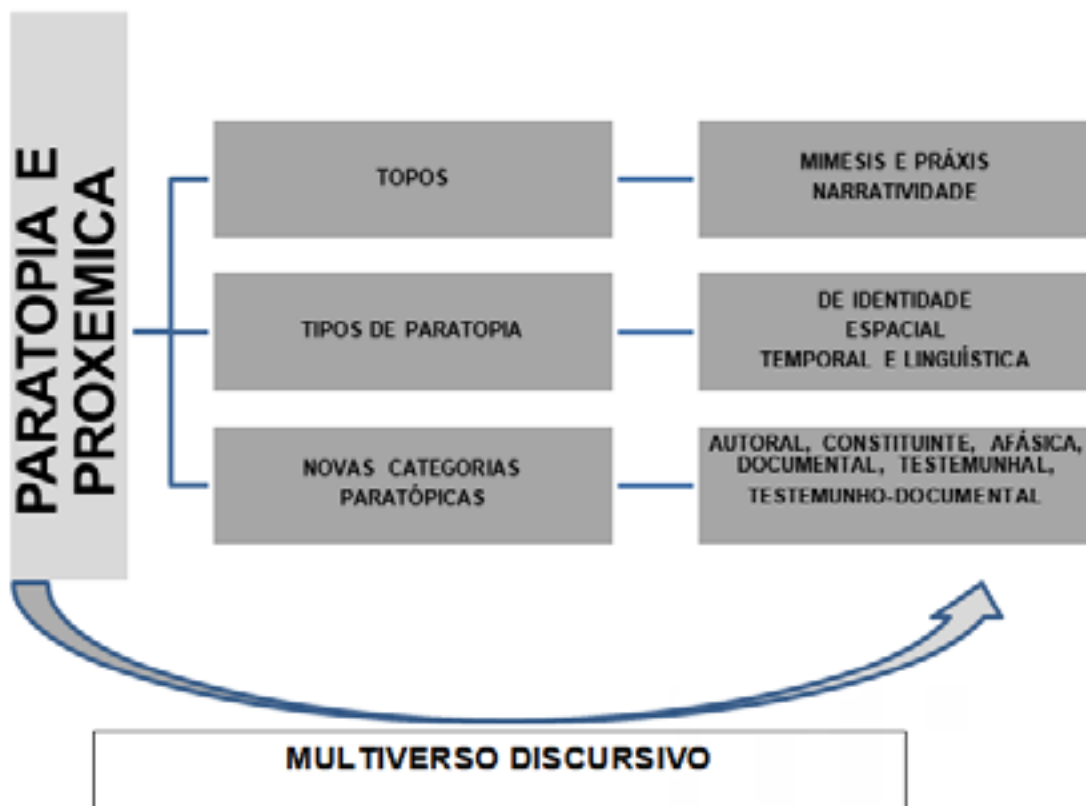 PARATOPIA E
PROXEMICA
TOPOS
MIMESIS E PRÁXIS
NARRATIVIDADE
TIPOS DE PARATOPIA
DE IDENTIDADE
ESPACIAL
TEMPORAL E LINGUÍSTICA
NOVAS CATEGORIAS
PARATÓPICAS
AUTORAL, CONSTITUINTE, AFÁSICA,
DOCUMENTAL, TESTEMUNHAL,
TESTEMUNHO-DOCUMENTAL
MULTIVERSO DISCURSIVO